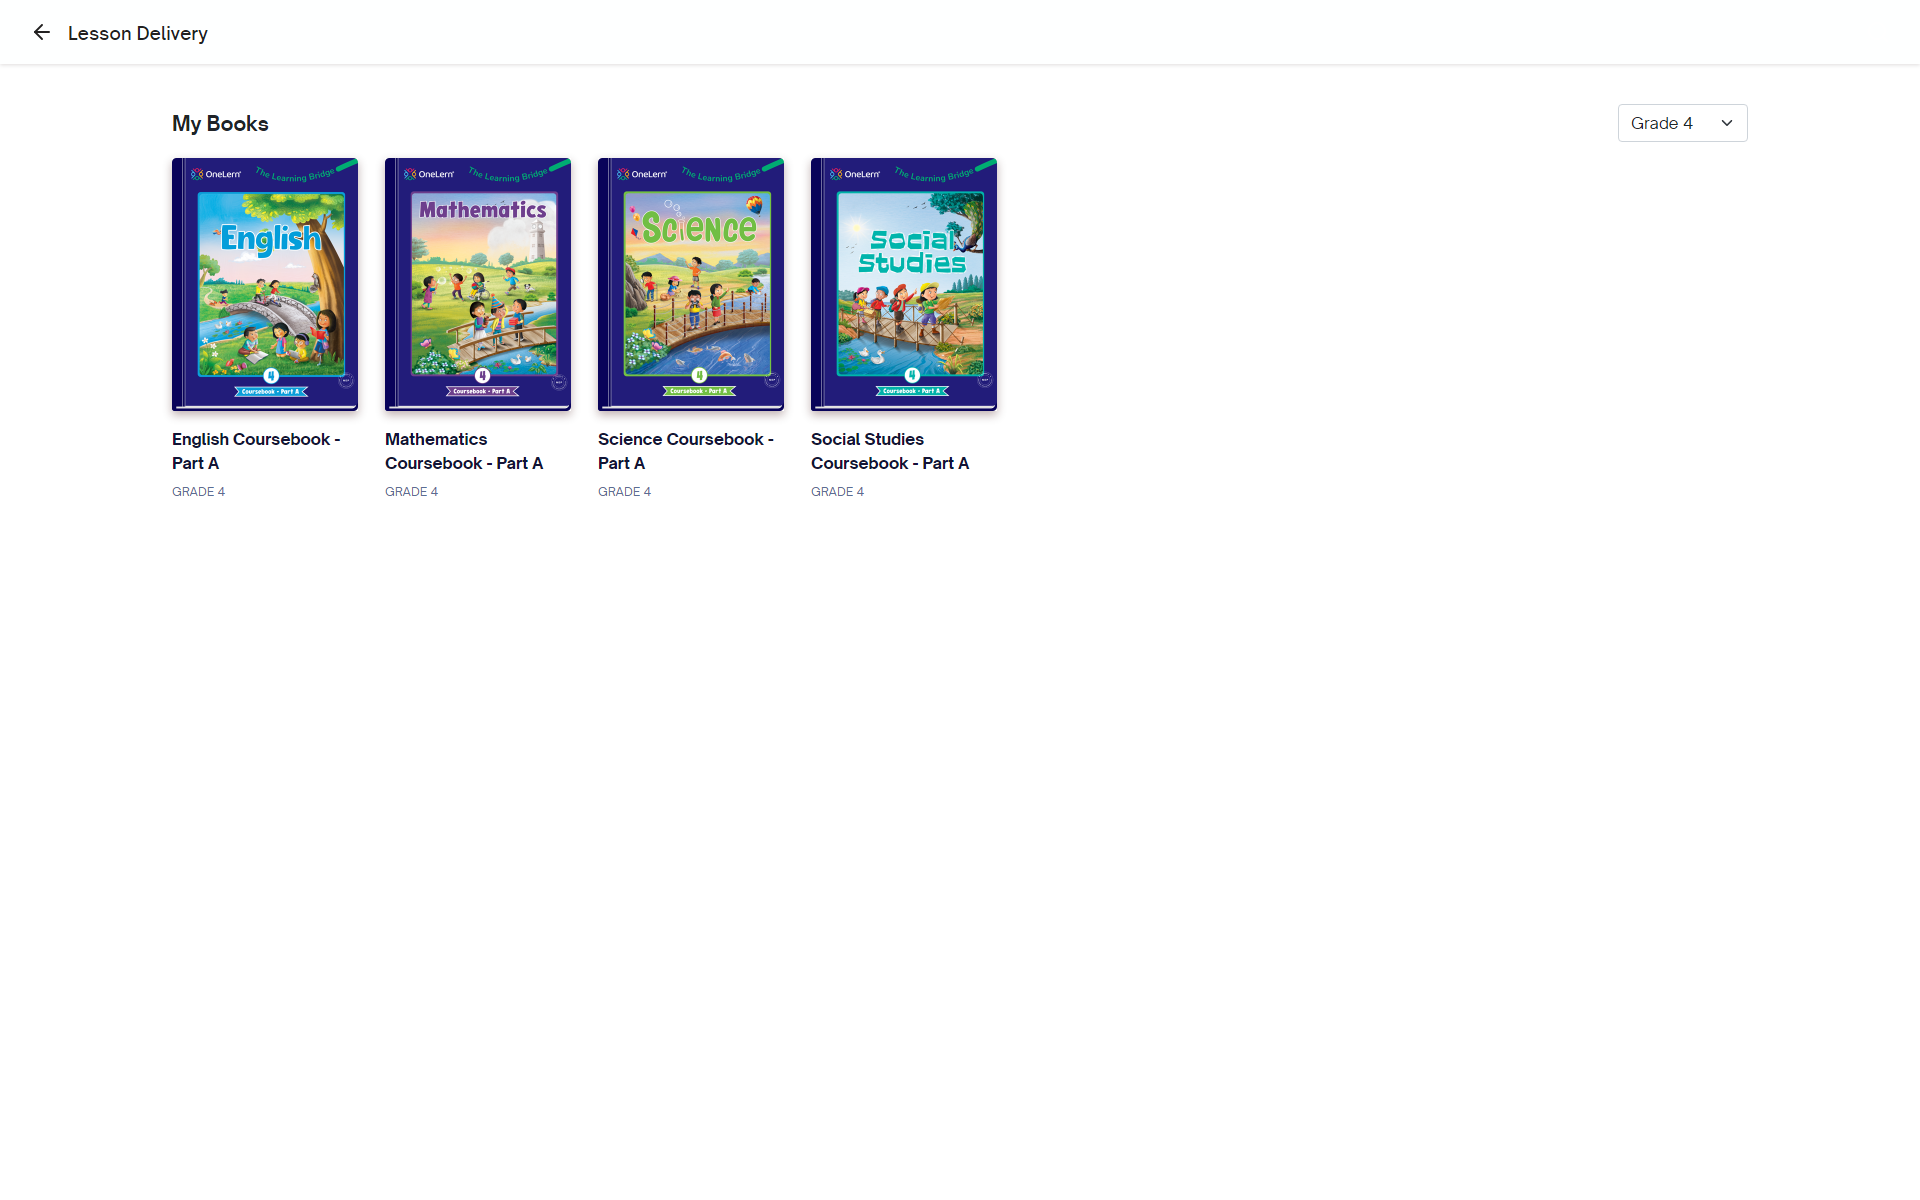 Lesson Delivery
My Books
Grade 4
OneLern
The Learning Bridge
English
4
Coursebook - Part A
OneLern
The Learning Bridge
Mathematics
4
Coursebook - Part A
OneLern
The Learning Bridge
Science
4
Coursebook - Part A
OneLern
The Learning Bridge
Social
Studies
4
Coursebook - Part A
English Coursebook -
Part A
GRADE 4
Mathematics
Coursebook - Part A
GRADE 4
Science Coursebook -
Part A
GRADE 4
Social Studies
Coursebook - Part A
GRADE 4